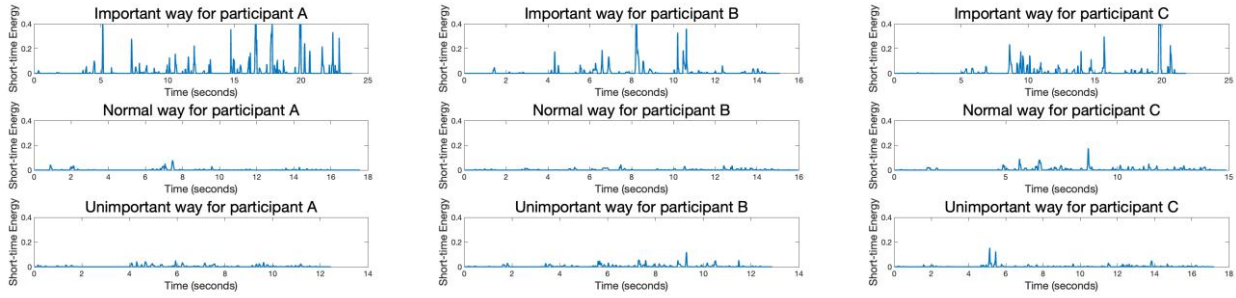 Important way for participant A
Short-time Energy
0.4
0.2
0
0 5 10 15 20 25
Time (seconds)
Normal way for participant A
Short-time Energy
0.4
0.2
0
0 2 4 6 8 10 12 14 16 18
Time (seconds)
Unimportant way for participant A
Short-time Energy
0.4
0.2
0
0 2 4 6 8 10 12 14
Time (seconds)
Important way for participant B
Short-time Energy
0.4
0.2
0
0 2 4 6 8 10 12 14 16
Time (seconds)
Normal way for participant B
Short-time Energy
0.4
0.2
0
0 2 4 6 8 10 12 14 16
Time (seconds)
Unimportant way for participant B
Short-time Energy
0.4
0.2
0
0 2 4 6 8 10 12 14
Time (seconds)
Important way for participant C
Short-time Energy
0.4
0.2
0
0 5 10 15 20 25
Time (seconds)
Normal way for participant C
Short-time Energy
0.4
0.2
0
0 5 10 15
Time (seconds)
Unimportant way for participant C
Short-time Energy
0.4
0.2
0
0 2 4 6 8 10 12 14 16 18
Time (seconds)